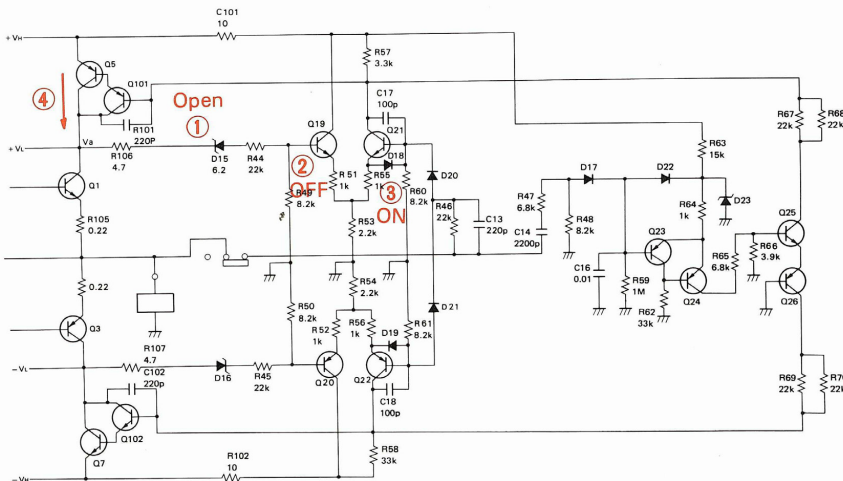 C101
10
+VH
R57
3.3k
Q5
Q101
④
Open
①
R101
220P
C17
100p
Q19
Q21
R67
22k
R68
22k
+VL
Va
R106
4.7
D15
6.2
R44
22k
②
OFF
R 51
1k
R55
1k
D18
③
ON
R60
8.2k
D20
R63
15k
D17
D22
R49
8.2k
Q1
R105
0.22
R53
2.2k
R46
22k
C13
220p
R47
6.8k
C14
2200p
R48
8.2k
R64
1k
D23
Q23
Q25
C16
0.01
R59
1M
R65
6.8k
R66
3.9k
R62
33k
Q24
Q26
0.22
R54
2.2k
R50
8.2k
D21
Q3
R52
1k
R56
1k
D19
R61
8.2k
R107
4.7
-VL
C102
220p
D16
R45
22k
Q20
Q22
C18
100p
R69
22k
R70
22k
Q102
Q7
R102
10
R58
33k
-VH